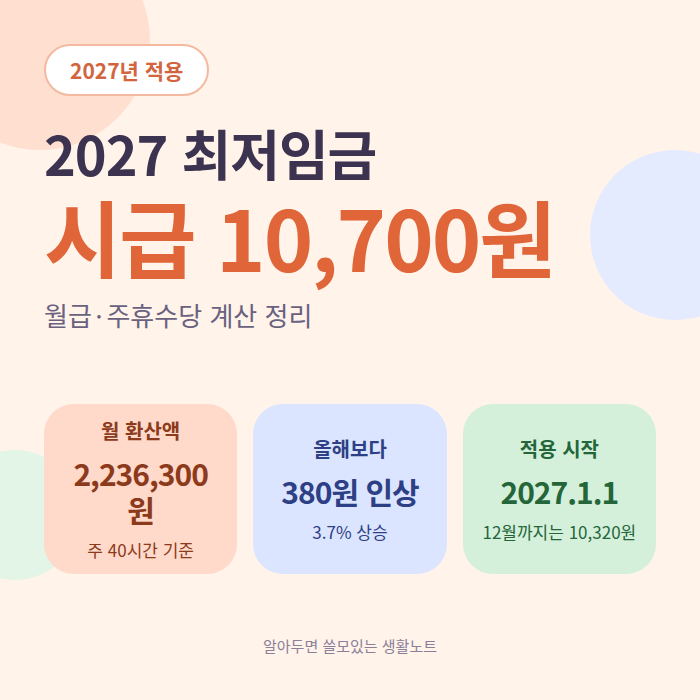 2027년 적용
2027 최저임금
시급 10,700원
월급·주휴수당 계산 정리
월 환산액
2,236,300
원
주 40시간 기준
올해보다
380원 인상
3.7% 상승
적용 시작
2027.1.1
12월까지는 10,320원
알아두면 쓸모있는 생활노트